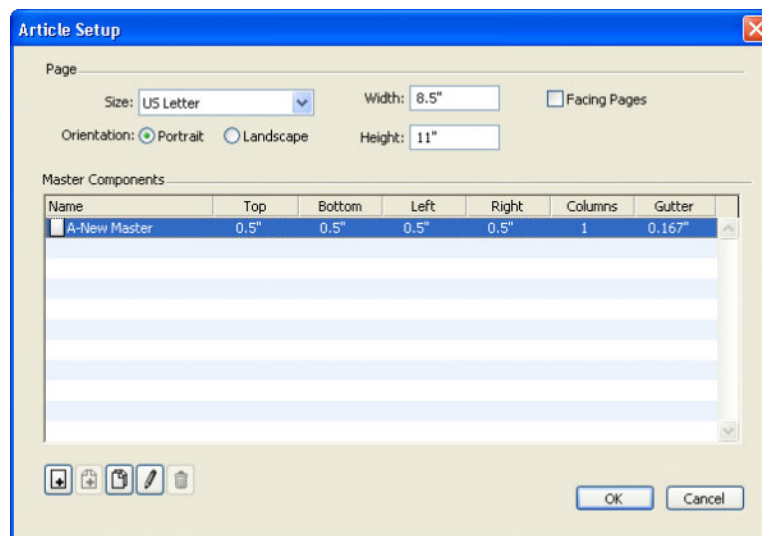 Article Setup
Page
Size: US Letter Width: 8.5" Facing Pages
Orientation: Portrait Landscape Height: 11"
Master Components
Name Top Bottom Left Right Columns Gutter
A-New Master 0.5" 0.5" 0.5" 0.5" 1 0.167"
OK Cancel